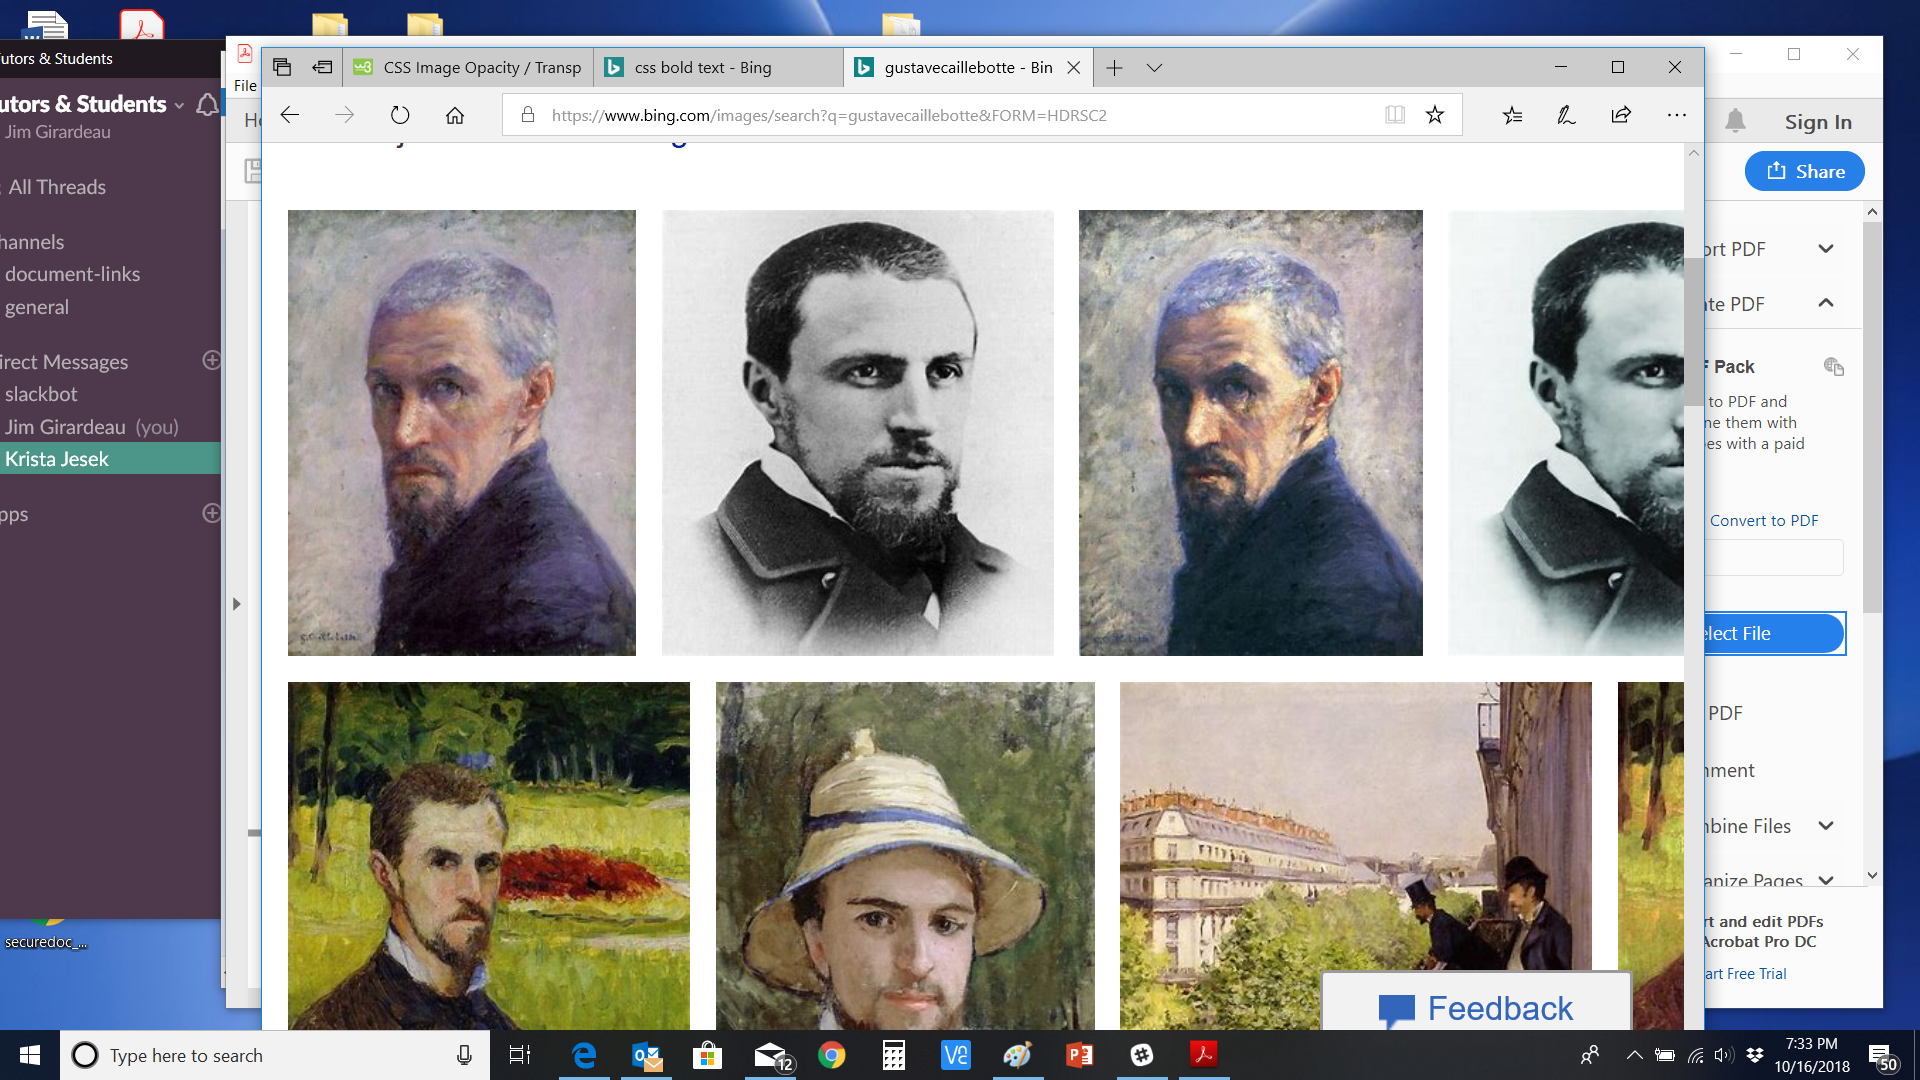 utors & Students
utors & Students
Jim Girardeau
All Threads
hannels
document-links
general
irect Messages
slackbot
Jim Girardeau (you)
Krista Jesek
pps
securedoc_...
File
CSS Image Opacity / Transp
css bold text - Bing
gustavecaillebotte - Bin
https://www.bing.com/images/search?q=gustavecaillebotte&FORM=HDRSC2
Sign In
Share
ort PDF
te PDF
F Pack
to PDF and
ne them with
es with a paid
Convert to PDF
elect File
PDF
nment
nbine Files
anize Pages
rt and edit PDFs
Acrobat Pro DC
art Free Trial
Feedback
Type here to search
12
7:33 PM
10/16/2018
50